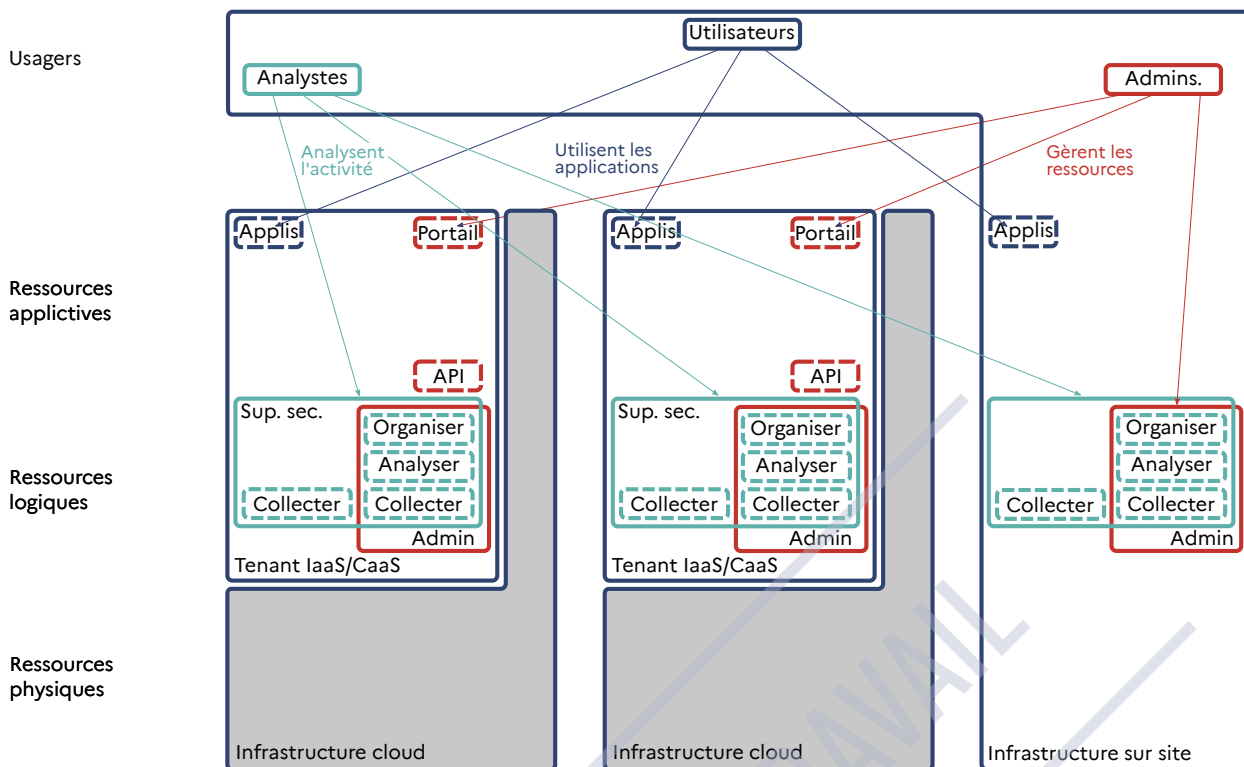 Usagers
Utilisateurs
Analystes
Admins.
Analysent
l'activité
Utilisent les
applications
Gèrent les
ressources
Applis
Portail
Applis
Portail
Applis
Ressources
applictives
API
API
Sup. sec.
Organiser
Analyser
Collecter
Collecter
Admin
Tenant IaaS/CaaS
Sup. sec.
Organiser
Analyser
Collecter
Collecter
Admin
Tenant IaaS/CaaS
Organiser
Analyser
Collecter
Collecter
Admin
Ressources
logiques
Ressources
physiques
Infrastructure cloud
Infrastructure cloud
Infrastructure sur site